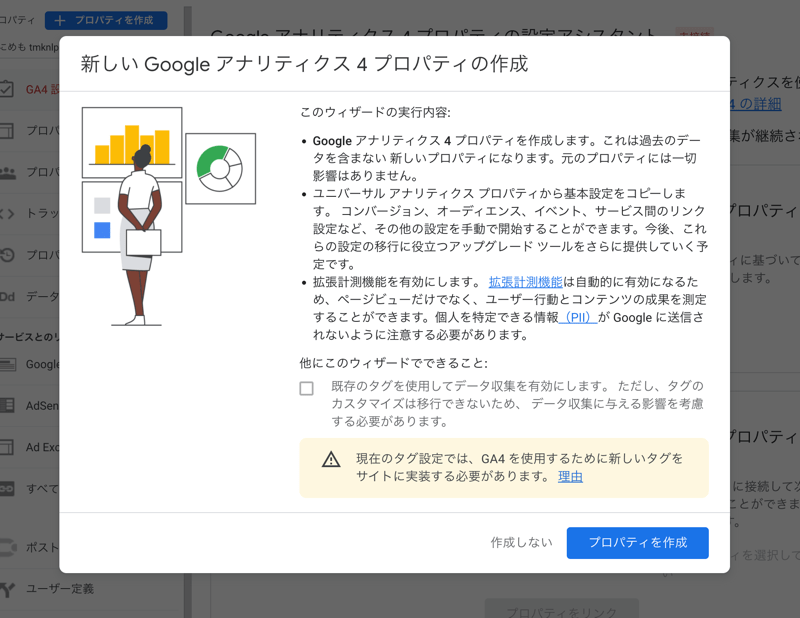 ロパティ
プロパティを作成
にめも tmknlp
GA4 設
プロパ
プロパ
トラッ
プロパ
データ
サービスとのリ
Google
AdSen
Ad Exc
すべて
ポスト
ユーザー定義
Google アナリティクス 4 プロパティの設定アシスタント
未接続
新しい Google アナリティクス 4 プロパティの作成
このウィザードの実行内容:
• Google アナリティクス 4 プロパティを作成します。これは過去のデー
タを含まない 新しいプロパティになります。元のプロパティには一切
影響はありません。
• ユニバーサル アナリティクス プロパティから基本設定をコピーしま
す。 コンバージョン、オーディエンス、イベント、サービス間のリンク
設定など、その他の設定を手動で開始することができます。今後、これ
らの設定の移行に役立つアップグレード ツールをさらに提供していく予
定です。
• 拡張計測機能を有効にします。 拡張計測機能は自動的に有効になるた
め、ページビューだけでなく、ユーザー行動とコンテンツの成果を測定
することができます。個人を特定できる情報（PII）が Google に送信さ
れないように注意する必要があります。
他にこのウィザードでできること:
既存のタグを使用してデータ収集を有効にします。 ただし、タグの
カスタマイズは移行できないため、 データ収集に与える影響を考慮
する必要があります。
現在のタグ設定では、GA4 を使用するために新しいタグを
サイトに実装する必要があります。 理由
作成しない
プロパティを作成
ティクスを使
4 の詳細
集が継続され
プロパティ
ィに基づいて
します。
プロパティ
に接続して次
ことができま
す。
ィを選択して
プロパティをリンク